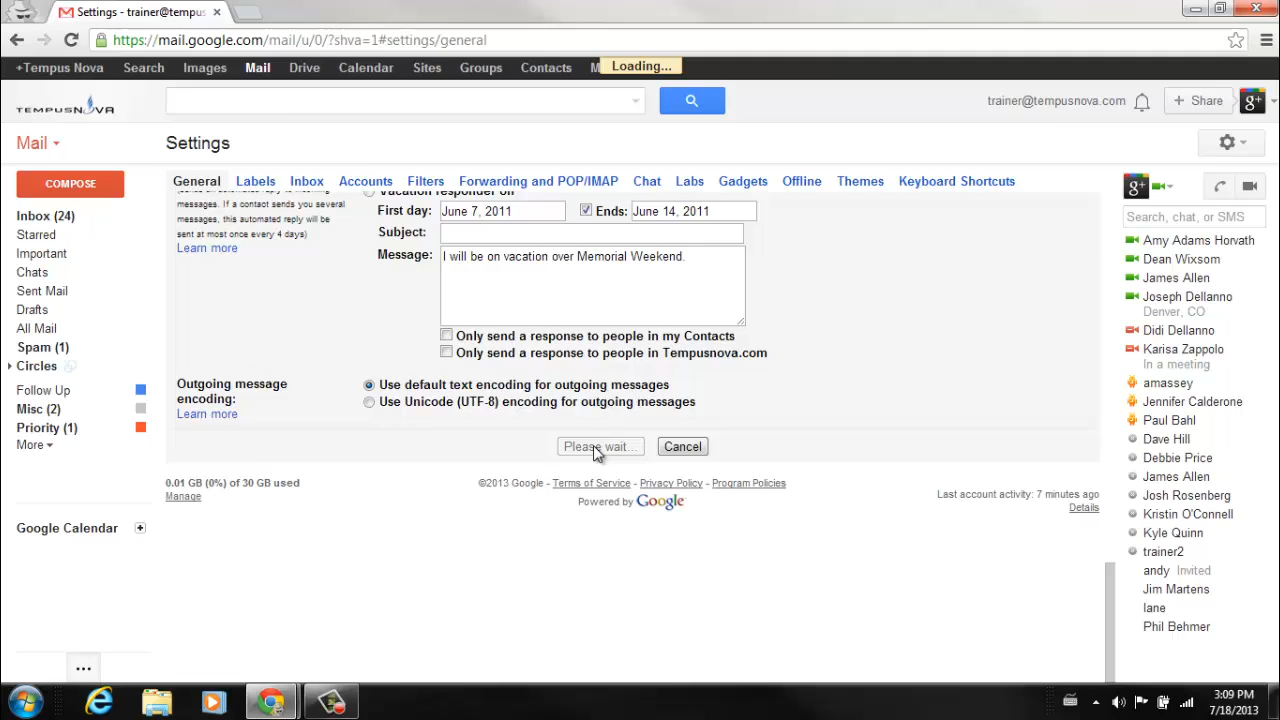 Settings - trainer@tempus
https://mail.google.com/mail/u/0/?shva=1#settings/general
+Tempus Nova Search Images Mail Drive Calendar Sites Groups Contacts M
Loading...
TEMPUSNOVA
trainer@tempusnova.com
+ Share
g+
Mail
Settings
COMPOSE
General Labels Inbox Accounts Filters Forwarding and POP/IMAP Chat Labs Gadgets Offline Themes Keyboard Shortcuts
Inbox (24)
Starred
Important
Chats
Sent Mail
Drafts
All Mail
Spam (1)
Circles
Follow Up
Misc (2)
Priority (1)
More
Google Calendar
(sends an automated reply to incoming
messages. If a contact sends you several
messages, this automated reply will be
sent at most once every 4 days)
Learn more
Vacation responder on
First day: June 7, 2011 Ends: June 14, 2011
Subject:
Message: I will be on vacation over Memorial Weekend.
Only send a response to people in my Contacts
Only send a response to people in Tempusnova.com
Outgoing message
encoding:
Learn more
Use default text encoding for outgoing messages
Use Unicode (UTF-8) encoding for outgoing messages
Please wait... Cancel
0.01 GB (0%) of 30 GB used
Manage
©2013 Google - Terms of Service - Privacy Policy - Program Policies
Powered by Google
Last account activity: 7 minutes ago
Details
g+
Search, chat, or SMS
Amy Adams Horvath
Dean Wixsom
James Allen
Joseph Dellanno
Denver, CO
Didi Dellanno
Karisa Zappolo
In a meeting
amassey
Jennifer Calderone
Paul Bahl
Dave Hill
Debbie Price
James Allen
Josh Rosenberg
Kristin O'Connell
Kyle Quinn
trainer2
andy Invited
Jim Martens
lane
Phil Behmer
3:09 PM
7/18/2013